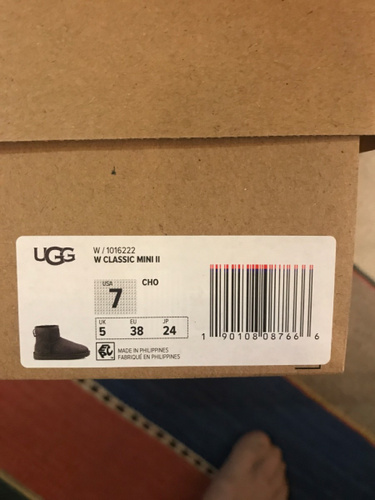 UGG
W / 1016222
W CLASSIC MINI II
USA
7
CHO
UK EU JP
5 38 24
MADE IN PHILIPPINES
FABRIQUÉ EN PHILIPPINES
1 90108 08766 6